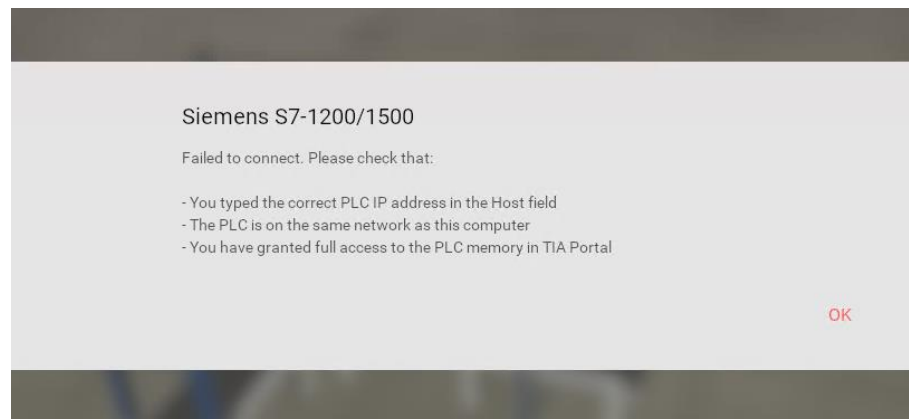 Siemens S7-1200/1500
Failed to connect. Please check that:
- You typed the correct PLC IP address in the Host field
- The PLC is on the same network as this computer
- You have granted full access to the PLC memory in TIA Portal
OK